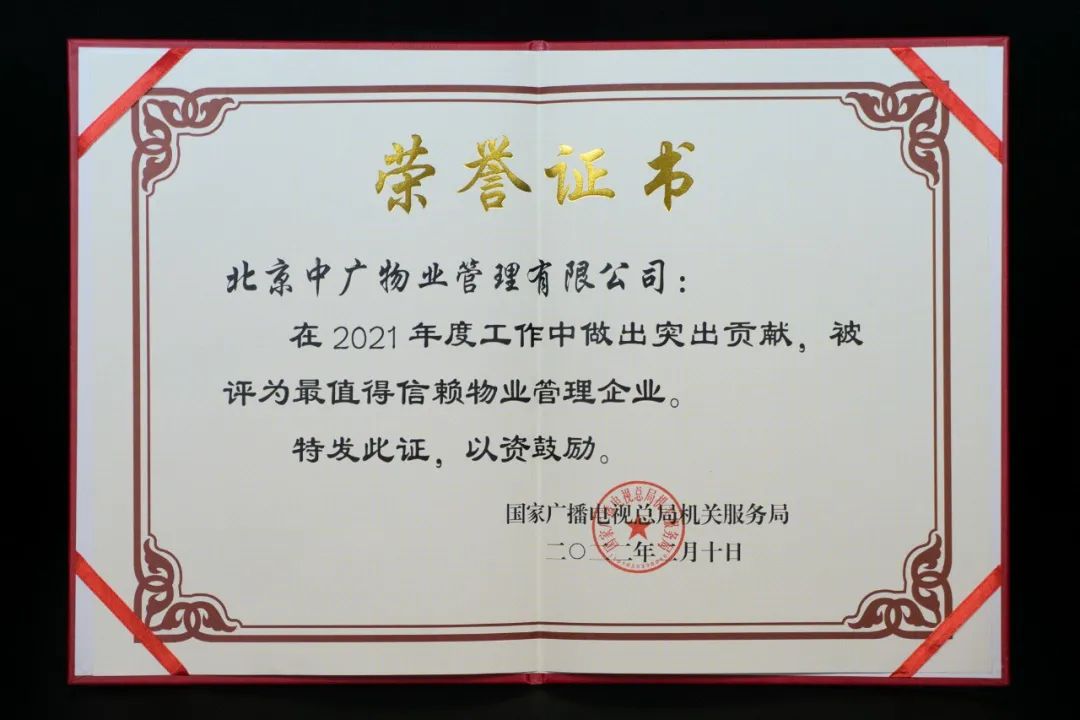 荣誉证书
北京中广物业管理有限公司:
在2021年度工作中做出突出贡献,被
评为最值得信赖物业管理企业。
特发此证,以资鼓励。
国家广播电视总局机关服务局
二〇二二年 月十日